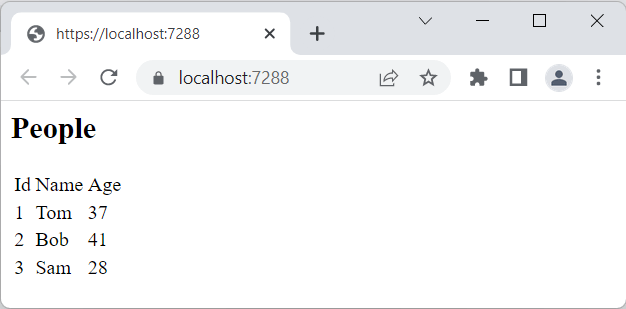 https://localhost:7288
localhost:7288
People
Id Name Age
1 Tom 37
2 Bob 41
3 Sam 28